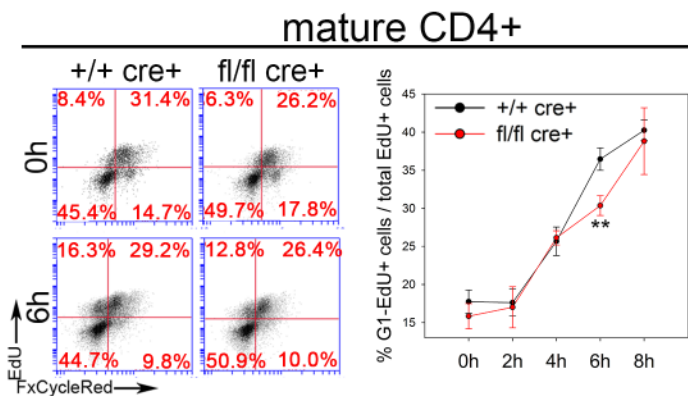 mature CD4+
+/+ cre+ fl/fl cre+
0h
8.4% 31.4% 6.3% 26.2%
45.4% 14.7% 49.7% 17.8%
6h
16.3% 29.2% 12.8% 26.4%
44.7% 9.8% 50.9% 10.0%
EdU
FxCycleRed
% G1-EdU+ cells / total EdU+ cells
+/+ cre+
fl/fl cre+
45
40
35
30
25
20
15
**
0h 2h 4h 6h 8h